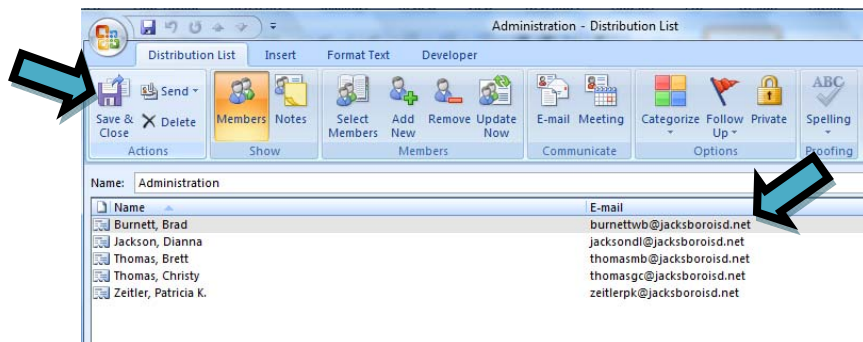 Administration - Distribution List
Distribution List Insert Format Text Developer
Save & Close Send Delete Members Notes Select Members Add New Remove Update Now E-mail Meeting Categorize Follow Up Private ABC Spelling
Actions Show Members Communicate Options Proofing
Name: Administration
Name E-mail
Burnett, Brad burnettwb@jacksboroisd.net
Jackson, Dianna jacksondl@jacksboroisd.net
Thomas, Brett thomasmb@jacksboroisd.net
Thomas, Christy thomasgc@jacksboroisd.net
Zeitler, Patricia K. zeitlerpk@jacksboroisd.net